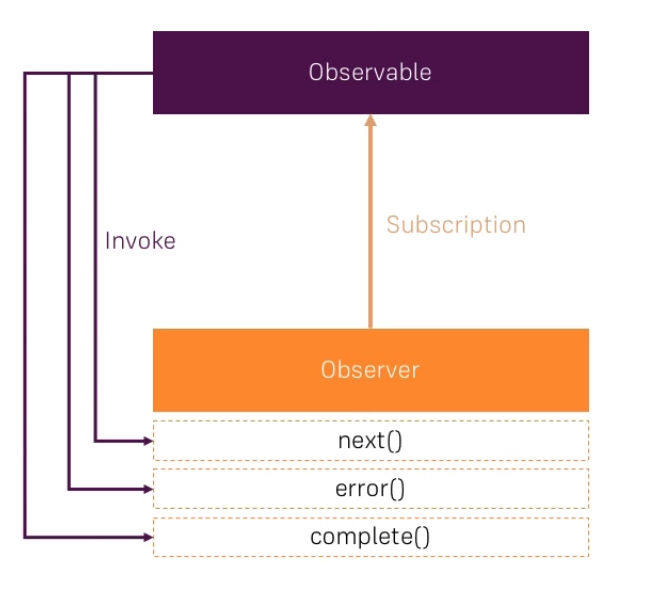 Observable
Subscription
Invoke
Observer
next()
error()
complete()